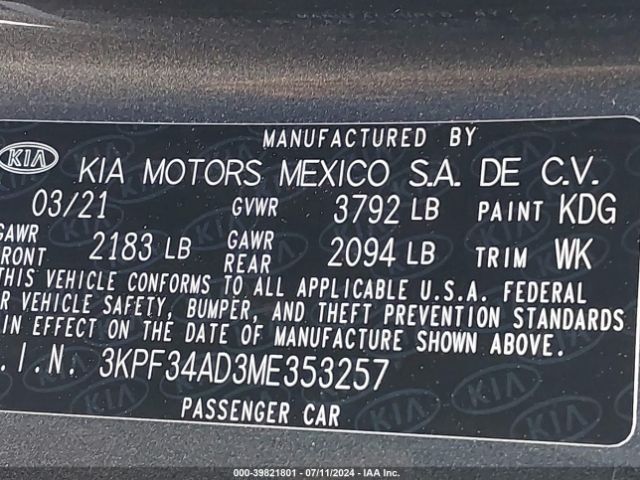 MANUFACTURED BY
KIA KIA MOTORS MEXICO S.A. DE C.V.
03/21 GVWR 3792 LB PAINT KDG
GAWR FRONT 2183 LB GAWR REAR 2094 LB TRIM WK
THIS VEHICLE CONFORMS TO ALL APPLICABLE U.S.A. FEDERAL
R VEHICLE SAFETY, BUMPER, AND THEFT PREVENTION STANDARDS
IN EFFECT ON THE DATE OF MANUFACTURE SHOWN ABOVE.
.I.N. 3KPF34AD3ME353257
PASSENGER CAR
000-39821801 - 07/11/2024 - IAA Inc.